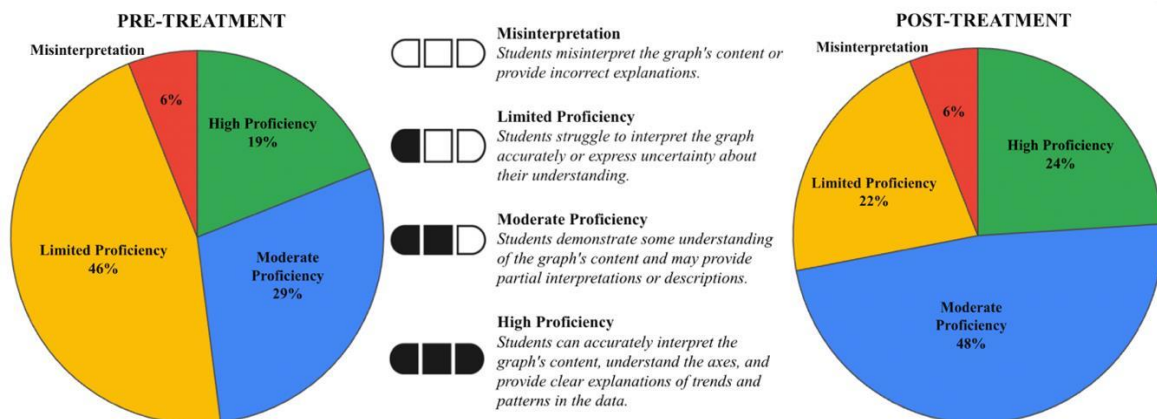 PRE-TREATMENT
Misinterpretation
6%
High Proficiency
19%
Limited Proficiency
46%
Moderate
Proficiency
29%
Misinterpretation
Students misinterpret the graph's content or
provide incorrect explanations.
Limited Proficiency
Students struggle to interpret the graph
accurately or express uncertainty about
their understanding.
Moderate Proficiency
Students demonstrate some understanding
of the graph's content and may provide
partial interpretations or descriptions.
High Proficiency
Students can accurately interpret the
graph's content, understand the axes, and
provide clear explanations of trends and
patterns in the data.
POST-TREATMENT
Misinterpretation
6%
High Proficiency
24%
Limited Proficiency
22%
Moderate
Proficiency
48%